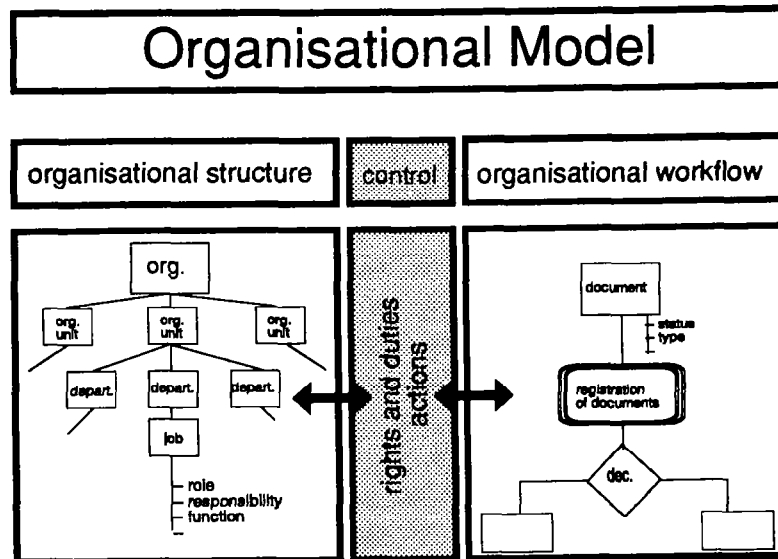 Organisational Model
organisational structure
control
organisational workflow
org.
org.
unit
org.
unit
org.
unit
depart.
depart.
depart.
job
role
responsibility
function
rights and duties
actions
document
status
type
registration
of documents
dec.